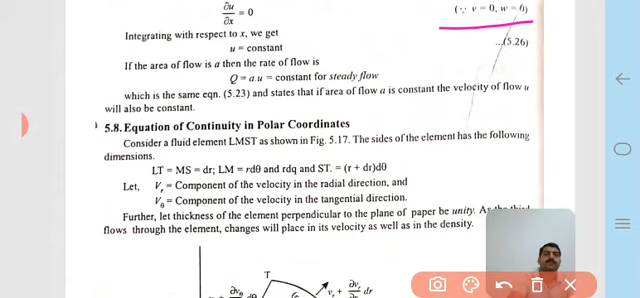 ∂u/∂x = 0 (∵ v = 0, w = 0)
Integrating with respect to x, we get
u = constant ...(5.26)
If the area of flow is a then the rate of flow is
Q = a.u = constant for steady flow
which is the same eqn. (5.23) and states that if area of flow a is constant the velocity of flow u
will also be constant.
5.8. Equation of Continuity in Polar Coordinates
Consider a fluid element LMST as shown in Fig. 5.17. The sides of the element has the following
dimensions.
LT = MS = dr; LM = rdθ and rdq and ST. = (r + dr)dθ
Let, Vᵣ = Component of the velocity in the radial direction, and
V_θ = Component of the velocity in the tangential direction.
Further, let thickness of the element perpendicular to the plane of paper be unity. As the
flows through the element, changes will place in its velocity as well as in the density.
T
vᵣ + ∂vᵣ/∂r dr